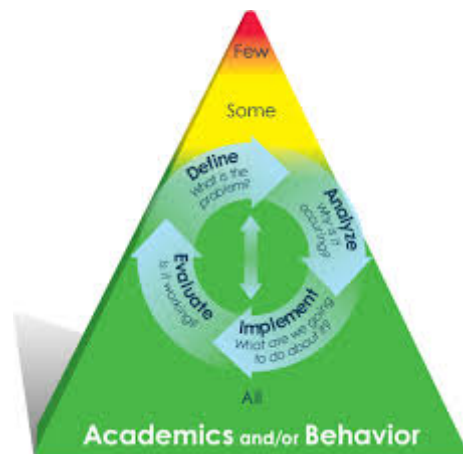 Few
Some
Define
What is the
problem?
Analyze
Why is it
occuring?
Implement
What are we going
to do about it?
Evaluate
Is it working?
All
Academics and/or Behavior